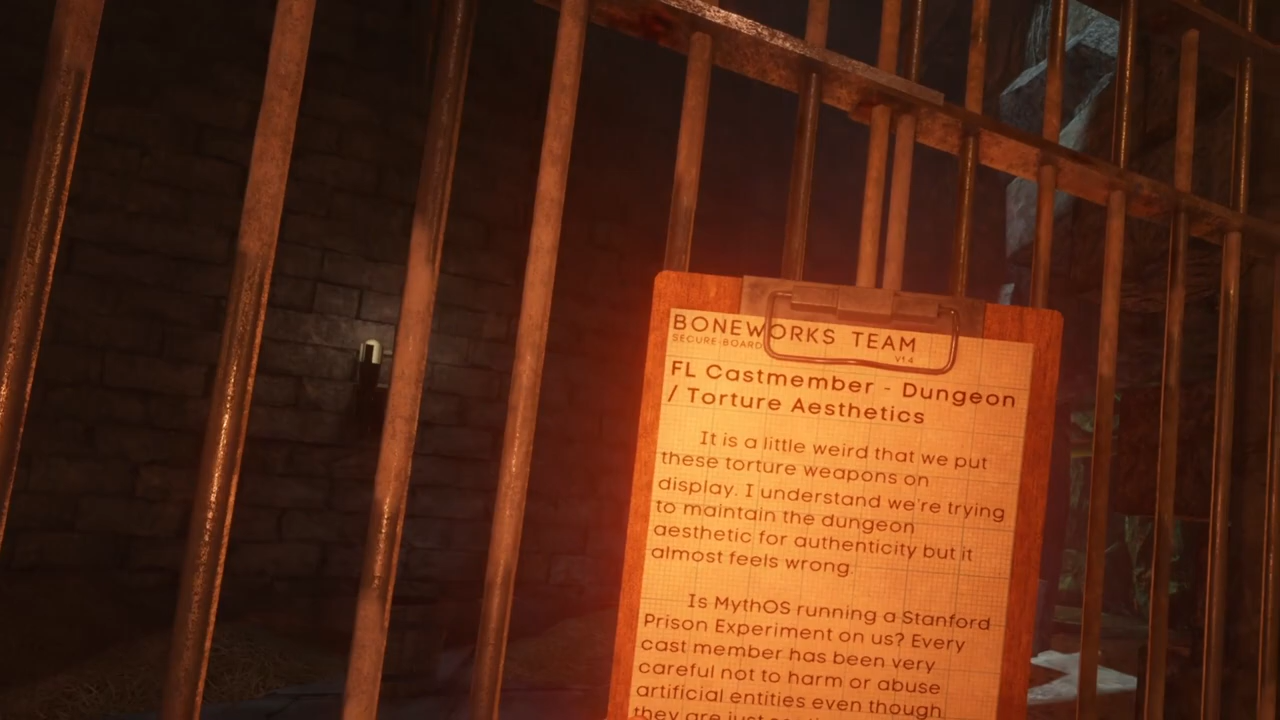 BONEWORKS TEAM
SECURE-BOARD
V1.4
FL Castmember - Dungeon
/ Torture Aesthetics
It is a little weird that we put
these torture weapons on
display. I understand we're trying
to maintain the dungeon
aesthetic for authenticity but it
almost feels wrong.
Is MythOS running a Stanford
Prison Experiment on us? Every
cast member has been very
careful not to harm or abuse
artificial entities even though
they are just